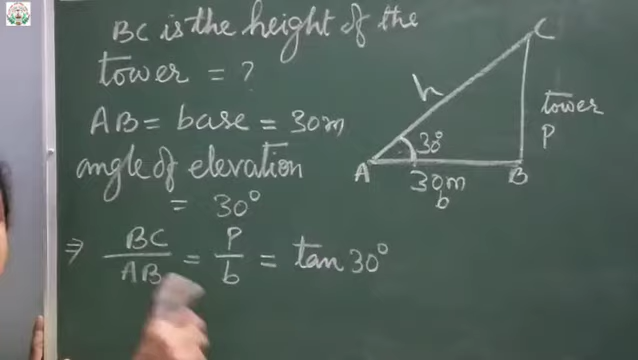 BC is the height of the
tower = ?
AB = base = 30m
angle of elevation
= 30°
⇒ BC/AB = P/b = tan 30°
C
h
tower
P
30°
A
30m
B
b